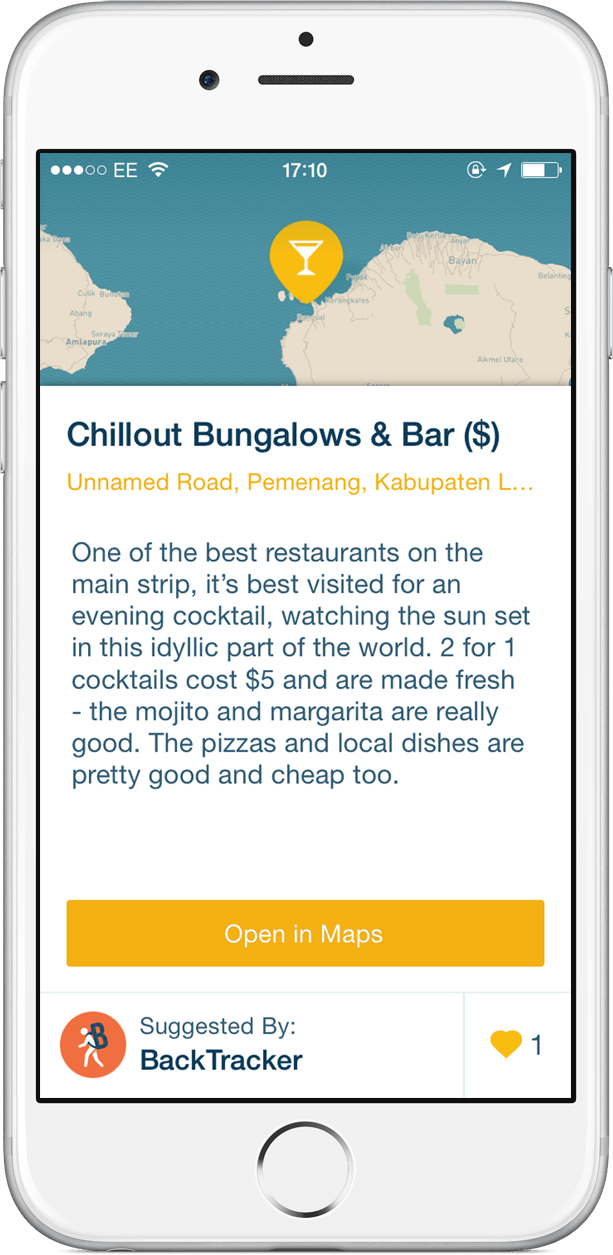 EE
17:10
Bayan
Belanting
Culik
Abang
Seraya Timur
Amlapura
Aikmel Utara
Chillout Bungalows & Bar ($)
Unnamed Road, Pemenang, Kabupaten L...
One of the best restaurants on the
main strip, it’s best visited for an
evening cocktail, watching the sun set
in this idyllic part of the world. 2 for 1
cocktails cost $5 and are made fresh
- the mojito and margarita are really
good. The pizzas and local dishes are
pretty good and cheap too.
Open in Maps
B
Suggested By:
BackTracker
1